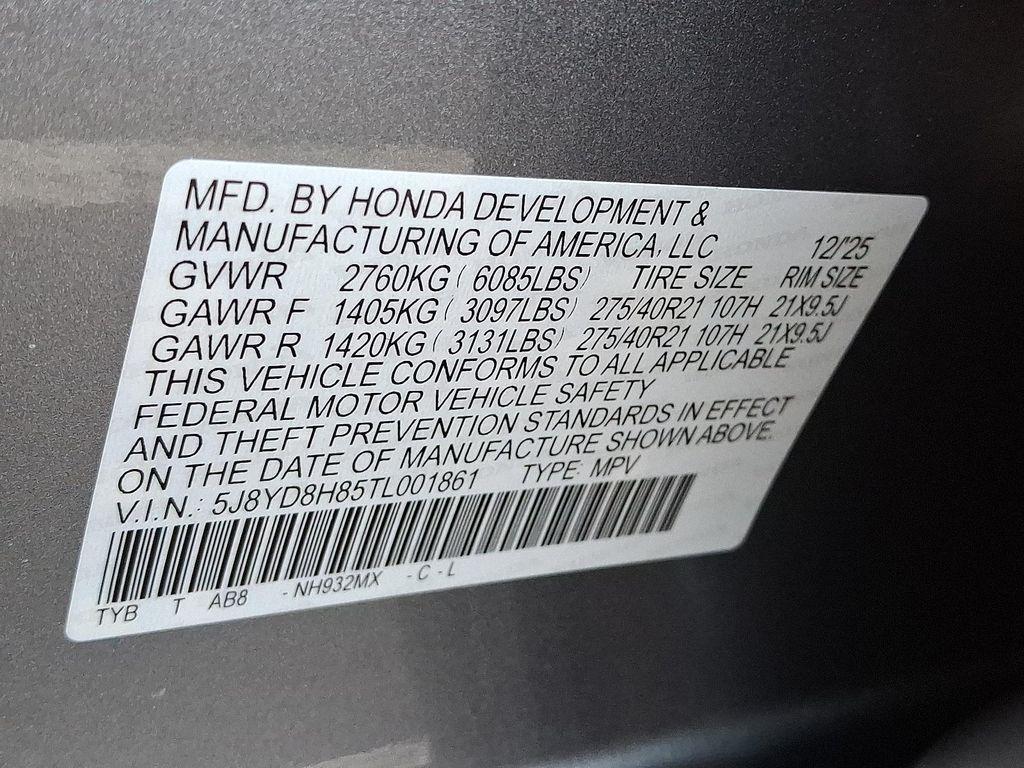 MFD. BY HONDA DEVELOPMENT &
MANUFACTURING OF AMERICA, LLC 12/'25
GVWR 2760KG ( 6085LBS) TIRE SIZE RIM SIZE
GAWR F 1405KG ( 3097LBS) 275/40R21 107H 21X9.5J
GAWR R 1420KG ( 3131LBS) 275/40R21 107H 21X9.5J
THIS VEHICLE CONFORMS TO ALL APPLICABLE
FEDERAL MOTOR VEHICLE SAFETY
AND THEFT PREVENTION STANDARDS IN EFFECT
ON THE DATE OF MANUFACTURE SHOWN ABOVE.
V.I.N.: 5J8YD8H85TL001861 TYPE: MPV
TYB T AB8 - NH932MX - C - L